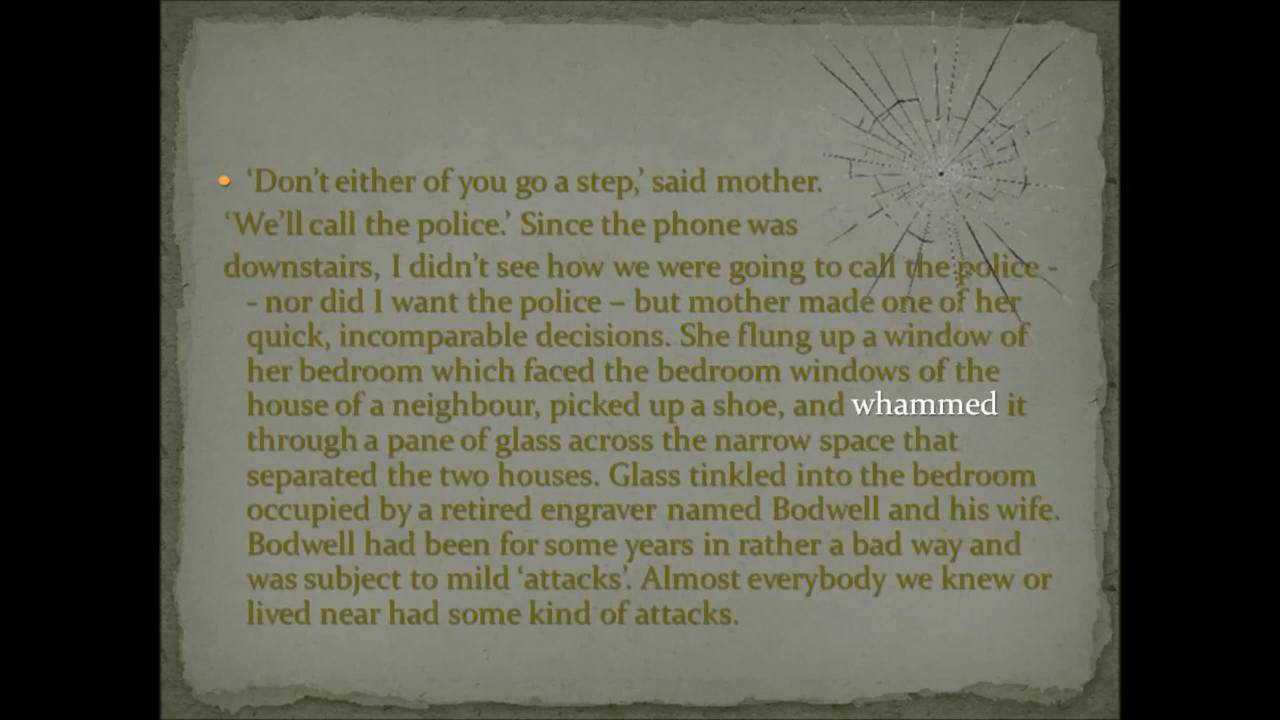 • ‘Don’t either of you go a step,’ said mother.
‘We’ll call the police.’ Since the phone was
downstairs, I didn’t see how we were going to call the police -
- nor did I want the police – but mother made one of her
quick, incomparable decisions. She flung up a window of
her bedroom which faced the bedroom windows of the
house of a neighbour, picked up a shoe, and whammed it
through a pane of glass across the narrow space that
separated the two houses. Glass tinkled into the bedroom
occupied by a retired engraver named Bodwell and his wife.
Bodwell had been for some years in rather a bad way and
was subject to mild ‘attacks’. Almost everybody we knew or
lived near had some kind of attacks.